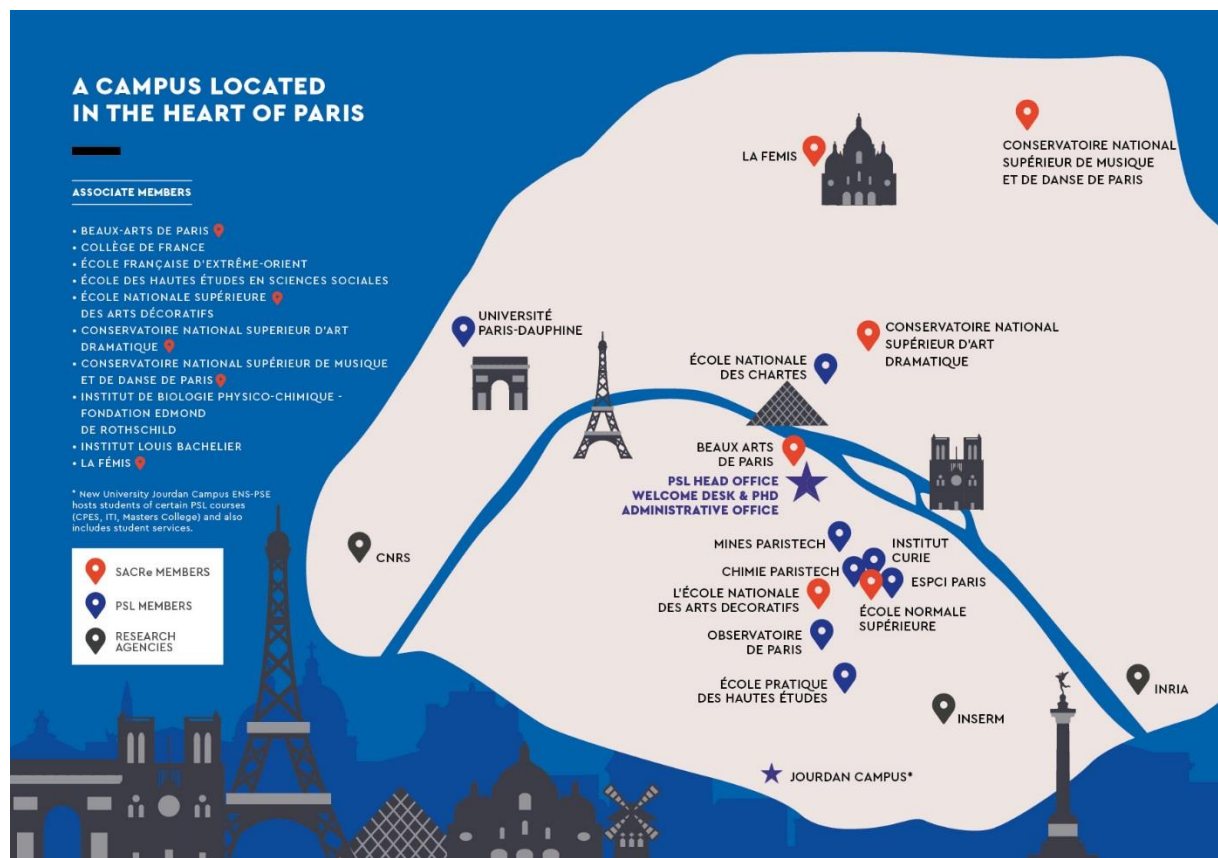 A CAMPUS LOCATED
IN THE HEART OF PARIS
ASSOCIATE MEMBERS
• BEAUX-ARTS DE PARIS
• COLLÈGE DE FRANCE
• ÉCOLE FRANÇAISE D'EXTRÊME-ORIENT
• ÉCOLE DES HAUTES ÉTUDES EN SCIENCES SOCIALES
• ÉCOLE NATIONALE SUPÉRIEURE
DES ARTS DÉCORATIFS
• CONSERVATOIRE NATIONAL SUPERIEUR D'ART
DRAMATIQUE
• CONSERVATOIRE NATIONAL SUPÉRIEUR DE MUSIQUE
ET DE DANSE DE PARIS
• INSTITUT DE BIOLOGIE PHYSICO-CHIMIQUE -
FONDATION EDMOND
DE ROTHSCHILD
• INSTITUT LOUIS BACHELIER
• LA FÉMIS
* New University Jourdan Campus ENS-PSE
hosts students of certain PSL courses
(CPES, ITI, Masters College) and also
includes student services.
SACRe MEMBERS
PSL MEMBERS
RESEARCH
AGENCIES
LA FEMIS
CONSERVATOIRE NATIONAL
SUPÉRIEUR DE MUSIQUE
ET DE DANSE DE PARIS
UNIVERSITÉ
PARIS-DAUPHINE
CONSERVATOIRE NATIONAL
SUPÉRIEUR D'ART
DRAMATIQUE
ÉCOLE NATIONALE
DES CHARTES
BEAUX ARTS
DE PARIS
PSL HEAD OFFICE
WELCOME DESK & PHD
ADMINISTRATIVE OFFICE
CNRS
MINES PARISTECH
INSTITUT
CURIE
CHIMIE PARISTECH
ESPCI PARIS
L'ÉCOLE NATIONALE
DES ARTS DECORATIFS
ÉCOLE NORMALE
SUPÉRIEURE
OBSERVATOIRE
DE PARIS
ÉCOLE PRATIQUE
DES HAUTES ÉTUDES
INRIA
INSERM
JOURDAN CAMPUS*